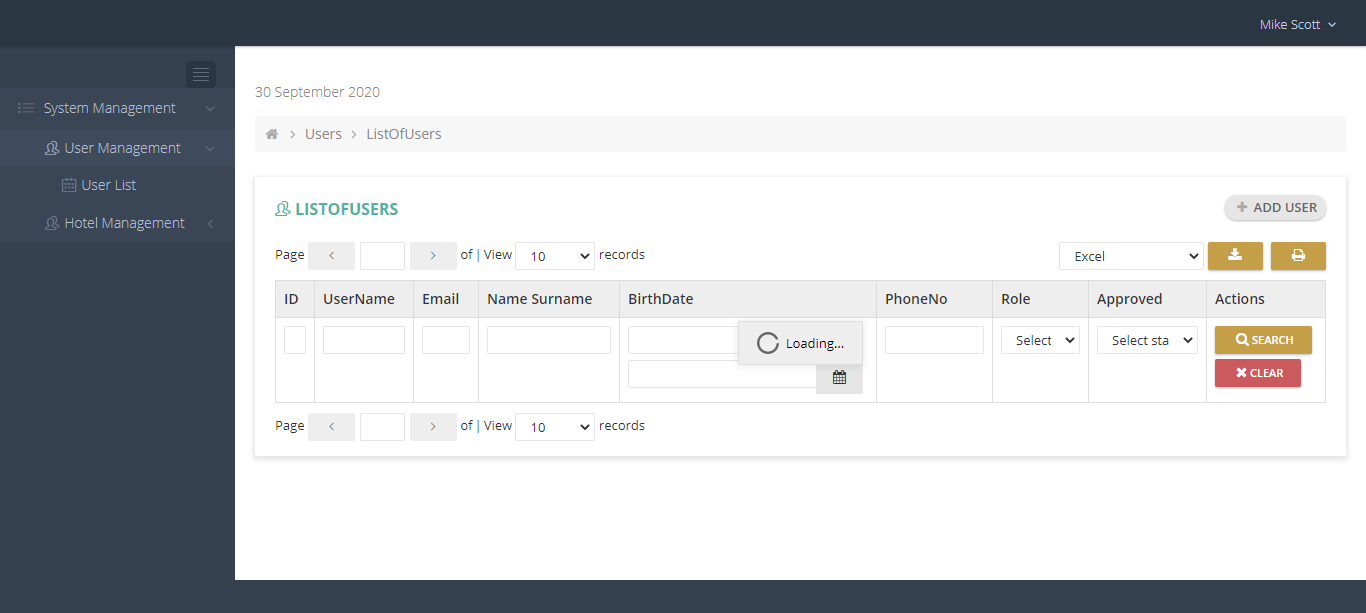 Mike Scott
System Management
User Management
User List
Hotel Management
30 September 2020
Users ListOfUsers
LISTOFUSERS
ADD USER
Page of | View 10 records
Excel
ID UserName Email Name Surname BirthDate PhoneNo Role Approved Actions
Loading...
Select Select sta SEARCH
CLEAR
Page of | View 10 records